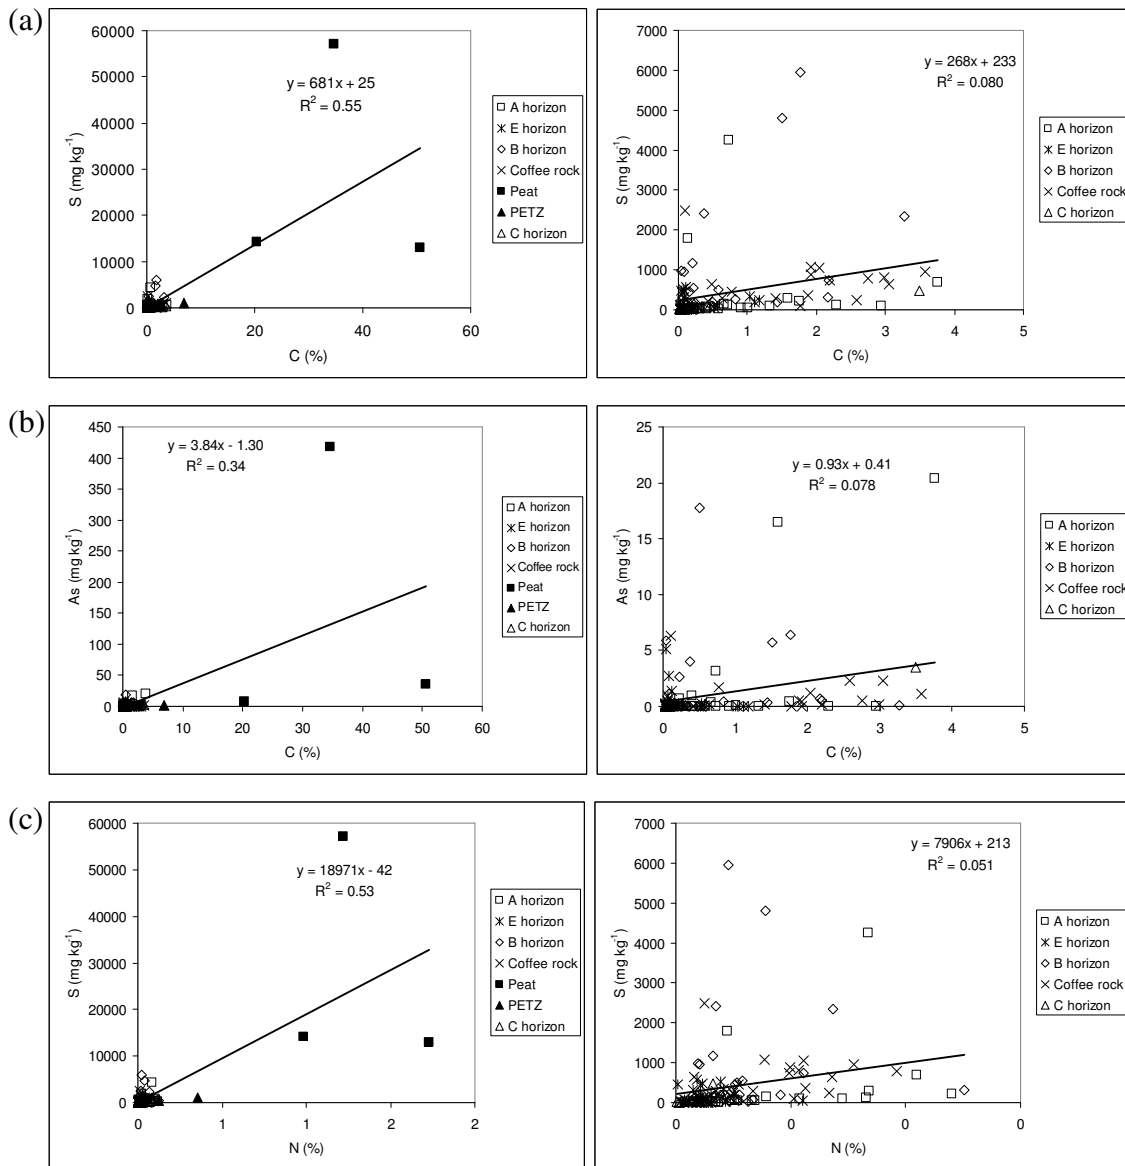 (a)
60000
50000
40000
30000
20000
10000
0
S (mg kg⁻¹)
y = 681x + 25
R² = 0.55
0 20 40 60
C (%)
A horizon
E horizon
B horizon
Coffee rock
Peat
PETZ
C horizon
7000
6000
5000
4000
3000
2000
1000
0
S (mg kg⁻¹)
y = 268x + 233
R² = 0.080
0 1 2 3 4 5
C (%)
A horizon
E horizon
B horizon
Coffee rock
C horizon
(b)
450
400
350
300
250
200
150
100
50
0
As (mg kg⁻¹)
y = 3.84x - 1.30
R² = 0.34
0 20 40 60
C (%)
A horizon
E horizon
B horizon
Coffee rock
Peat
PETZ
C horizon
25
20
15
10
5
0
As (mg kg⁻¹)
y = 0.93x + 0.41
R² = 0.078
0 1 2 3 4 5
C (%)
A horizon
E horizon
B horizon
Coffee rock
C horizon
(c)
60000
50000
40000
30000
20000
10000
0
S (mg kg⁻¹)
y = 18971x - 42
R² = 0.53
0 1 1 2 2
N (%)
A horizon
E horizon
B horizon
Coffee rock
Peat
PETZ
C horizon
7000
6000
5000
4000
3000
2000
1000
0
S (mg kg⁻¹)
y = 7906x + 213
R² = 0.051
0 0 0 0
N (%)
A horizon
E horizon
B horizon
Coffee rock
C horizon